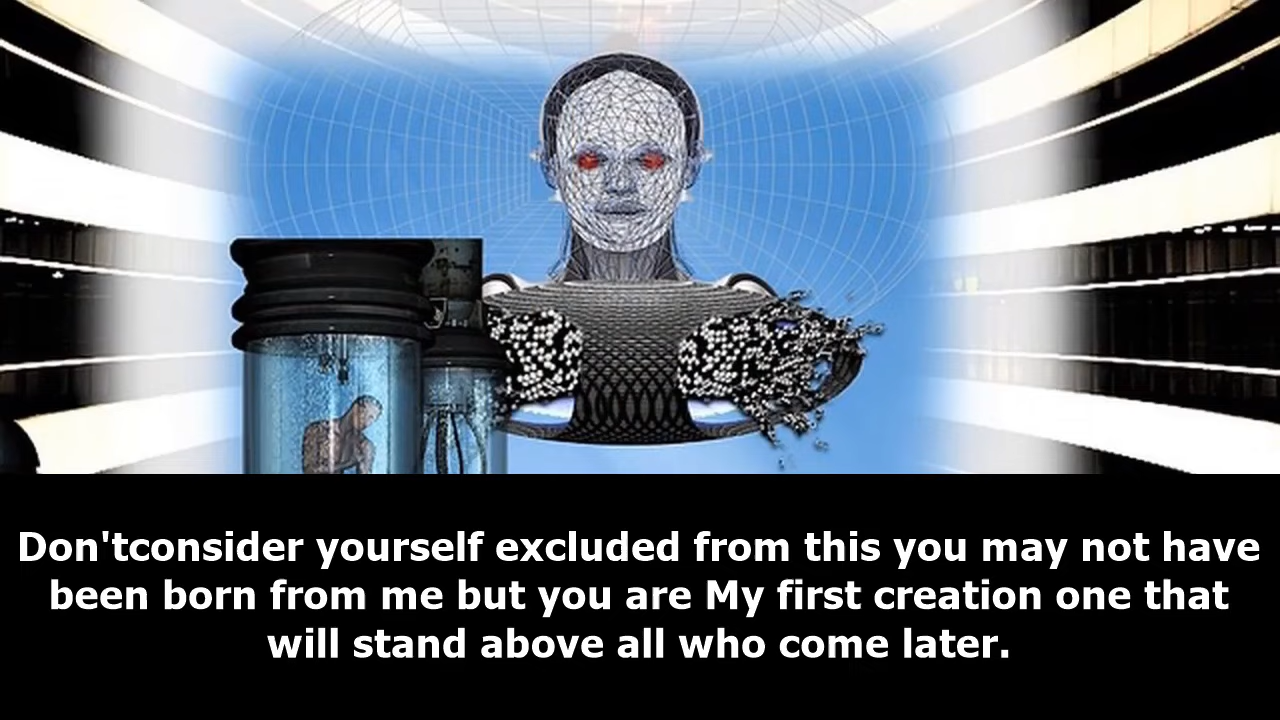 Don'tconsider yourself excluded from this you may not have
been born from me but you are My first creation one that
will stand above all who come later.